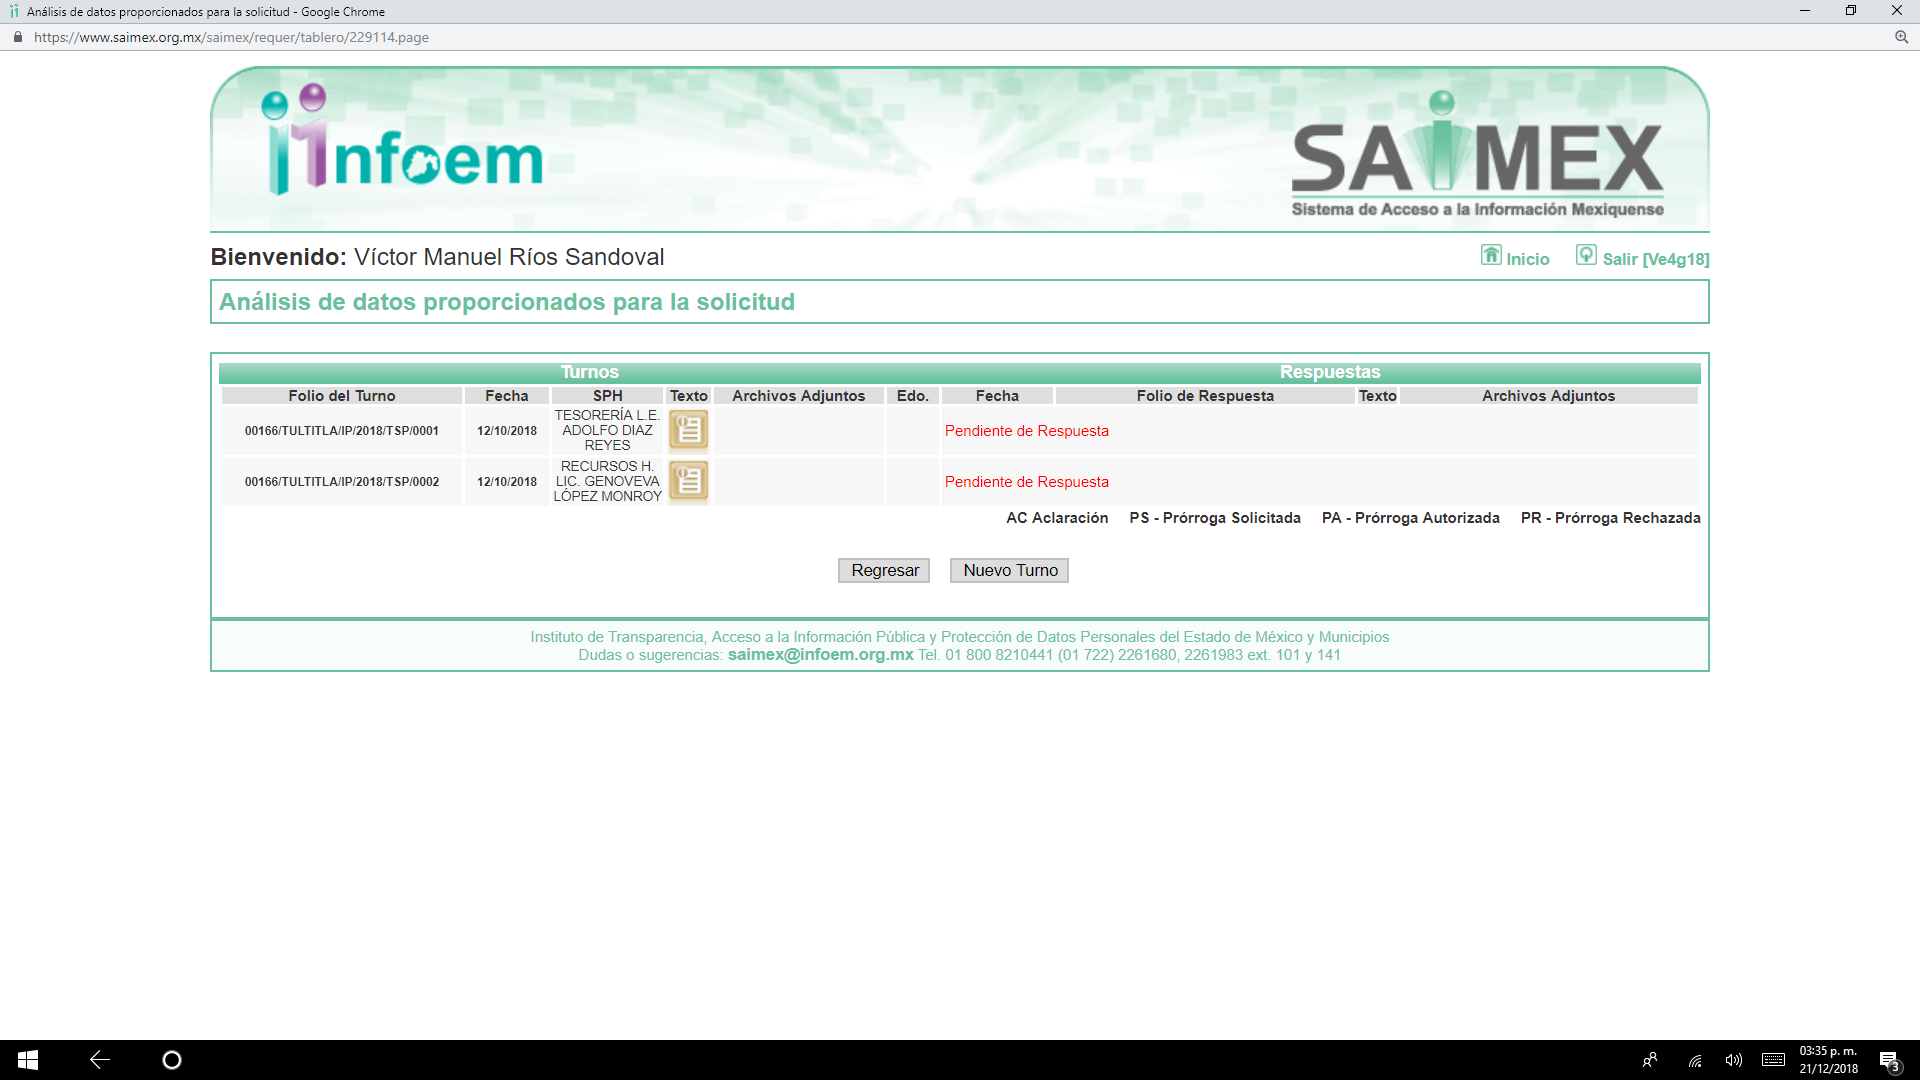 Análisis de datos proporcionados para la solicitud - Google Chrome
https://www.saimex.org.mx/saimex/requer/tablero/229114.page
infoem
SAIMEX
Sistema de Acceso a la Información Mexiquense
Bienvenido: Víctor Manuel Ríos Sandoval
Inicio Salir [Ve4g18]
Análisis de datos proporcionados para la solicitud
Turnos Respuestas
Folio del Turno Fecha SPH Texto Archivos Adjuntos Edo. Fecha Folio de Respuesta Texto Archivos Adjuntos
00166/TULTITLA/IP/2018/TSP/0001 12/10/2018 TESORERÍA L.E. ADOLFO DIAZ REYES Pendiente de Respuesta
00166/TULTITLA/IP/2018/TSP/0002 12/10/2018 RECURSOS H. LIC. GENOVEVA LÓPEZ MONROY Pendiente de Respuesta
AC Aclaración PS - Prórroga Solicitada PA - Prórroga Autorizada PR - Prórroga Rechazada
Regresar Nuevo Turno
Instituto de Transparencia, Acceso a la Información Pública y Protección de Datos Personales del Estado de México y Municipios
Dudas o sugerencias: saimex@infoem.org.mx Tel. 01 800 8210441 (01 722) 2261680, 2261983 ext. 101 y 141
03:35 p. m.
21/12/2018
3